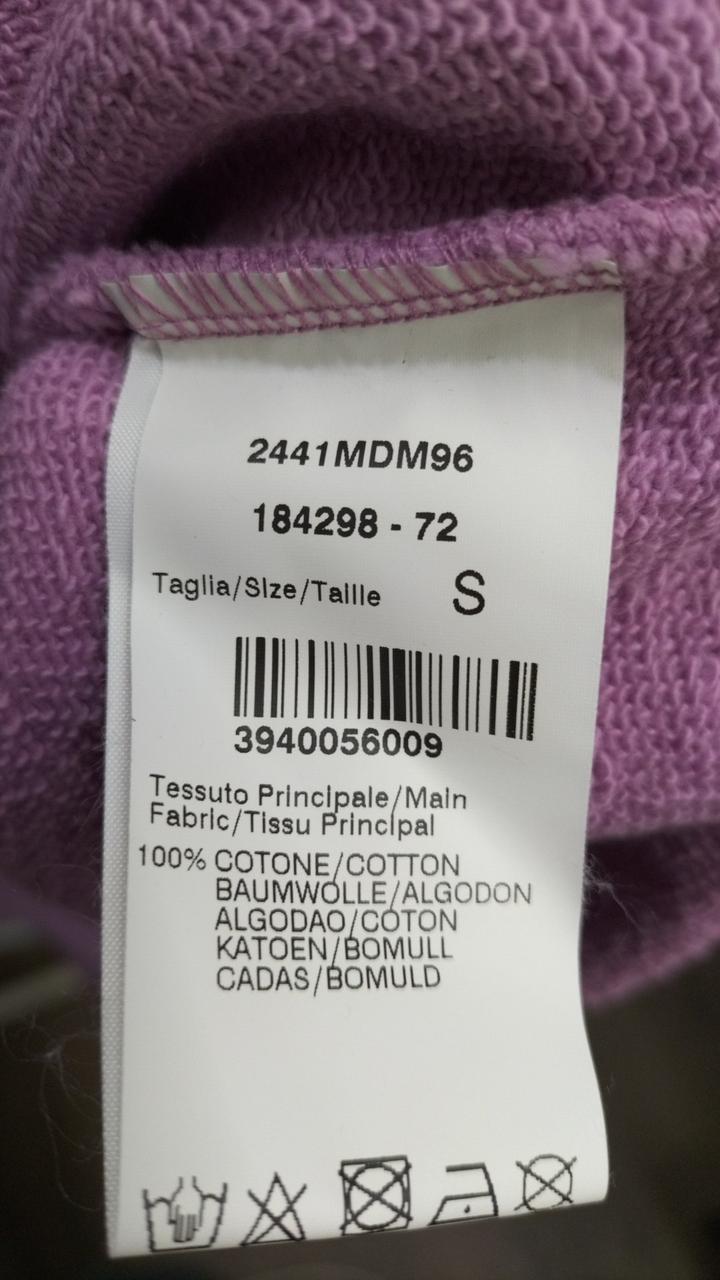 2441MDM96
184298 - 72
Taglia/Size/Taille S
3940056009
Tessuto Principale/Main
Fabric/Tissu Principal
100% COTONE/COTTON
BAUMWOLLE/ALGODON
ALGODAO/COTON
KATOEN/BOMULL
CADAS/BOMULD